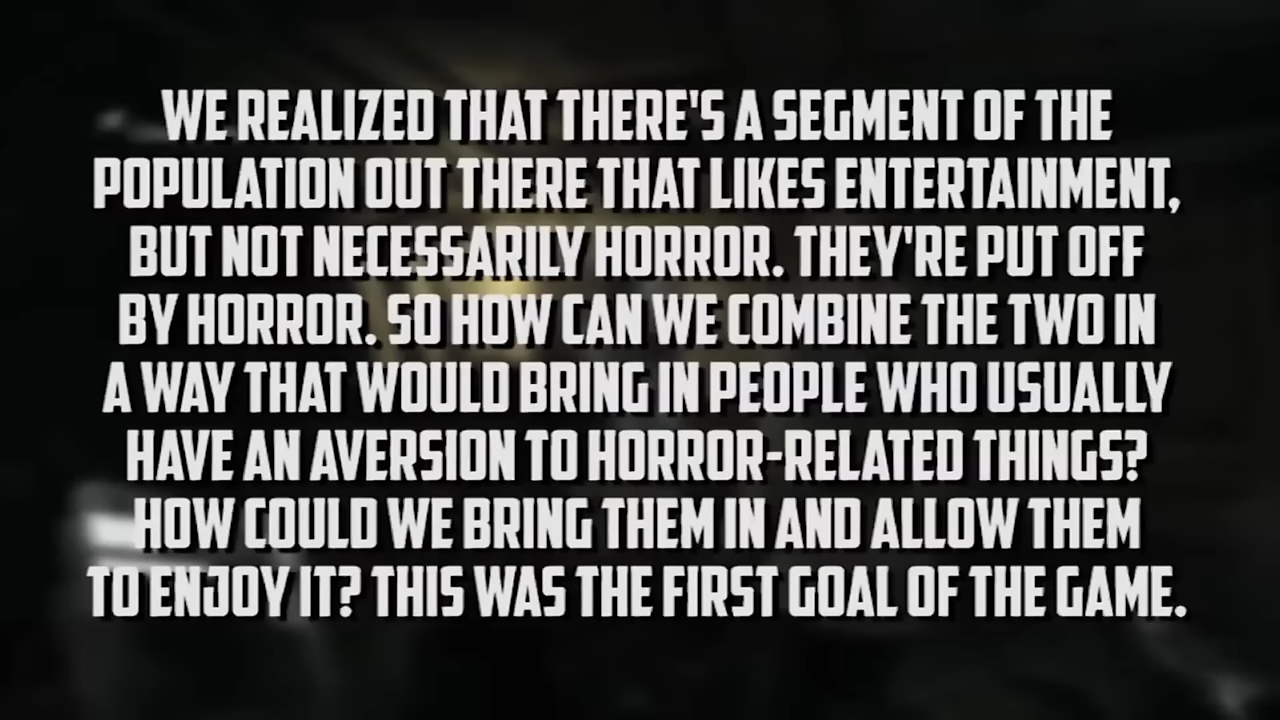 WE REALIZED THAT THERE'S A SEGMENT OF THE
POPULATION OUT THERE THAT LIKES ENTERTAINMENT,
BUT NOT NECESSARILY HORROR. THEY'RE PUT OFF
BY HORROR. SO HOW CAN WE COMBINE THE TWO IN
A WAY THAT WOULD BRING IN PEOPLE WHO USUALLY
HAVE AN AVERSION TO HORROR-RELATED THINGS?
HOW COULD WE BRING THEM IN AND ALLOW THEM
TO ENJOY IT? THIS WAS THE FIRST GOAL OF THE GAME.